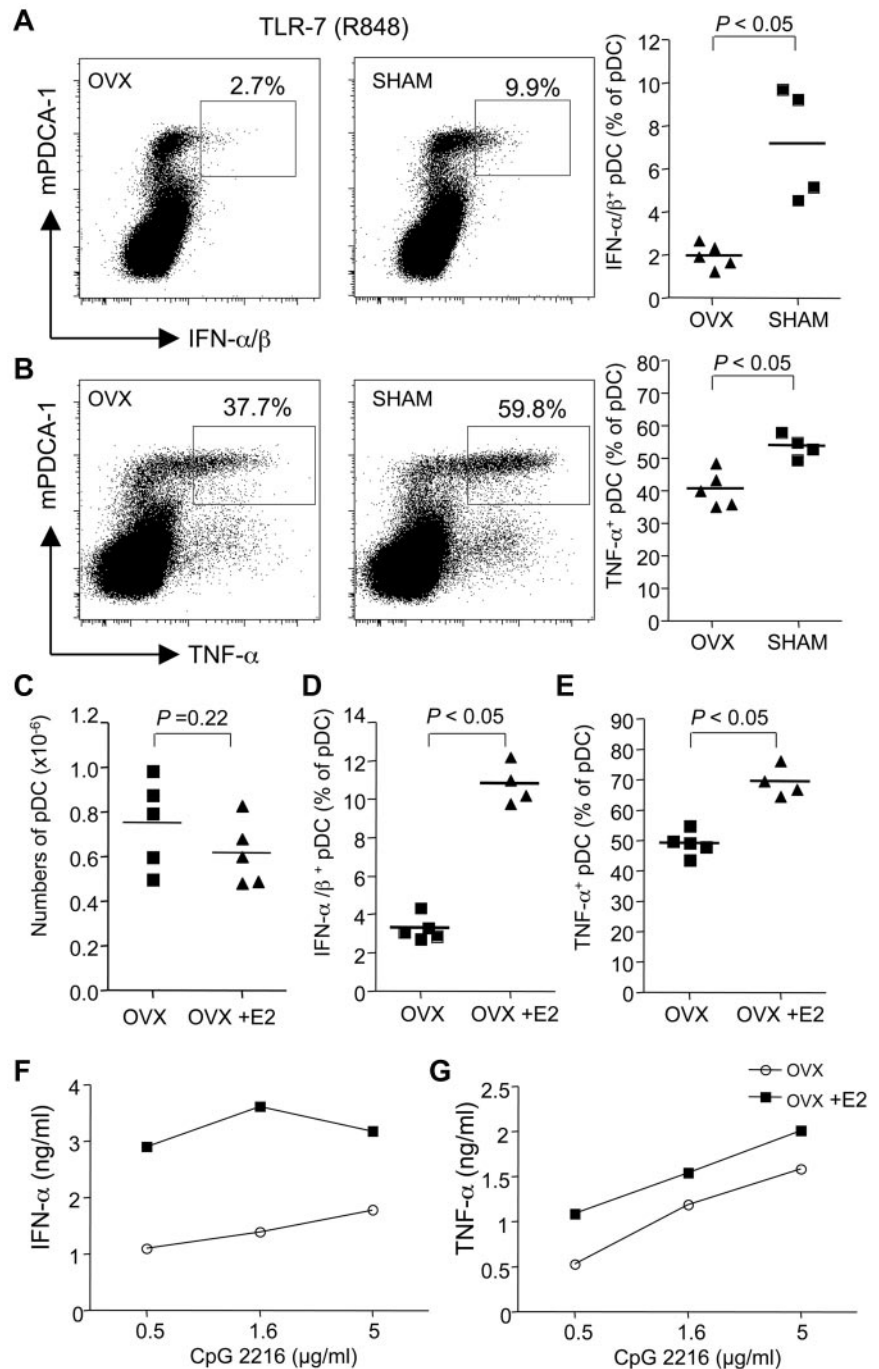 A
TLR-7 (R848)
OVX
2.7%
SHAM
9.9%
mPDCA-1
IFN-α/β
P < 0.05
IFN-α/β+ pDC (% of pDC)
12
10
8
6
4
2
0
OVX SHAM
B
OVX
37.7%
SHAM
59.8%
mPDCA-1
TNF-α
P < 0.05
TNF-α+ pDC (% of pDC)
80
70
60
50
40
30
20
10
0
OVX SHAM
C
P =0.22
Numbers of pDC (x10-6)
1.2
1.0
0.8
0.6
0.4
0.2
0.0
OVX OVX +E2
D
P < 0.05
IFN-α /β + pDC (% of pDC)
14
12
10
8
6
4
2
0
OVX OVX +E2
E
P < 0.05
TNF-α+ pDC (% of pDC)
90
80
70
60
50
40
30
20
10
0
OVX OVX +E2
F
IFN-α (ng/ml)
4
3
2
1
0
0.5 1.6 5
CpG 2216 (μg/ml)
G
OVX
OVX +E2
TNF-α (ng/ml)
2.5
2
1.5
1
0.5
0
0.5 1.6 5
CpG 2216 (μg/ml)